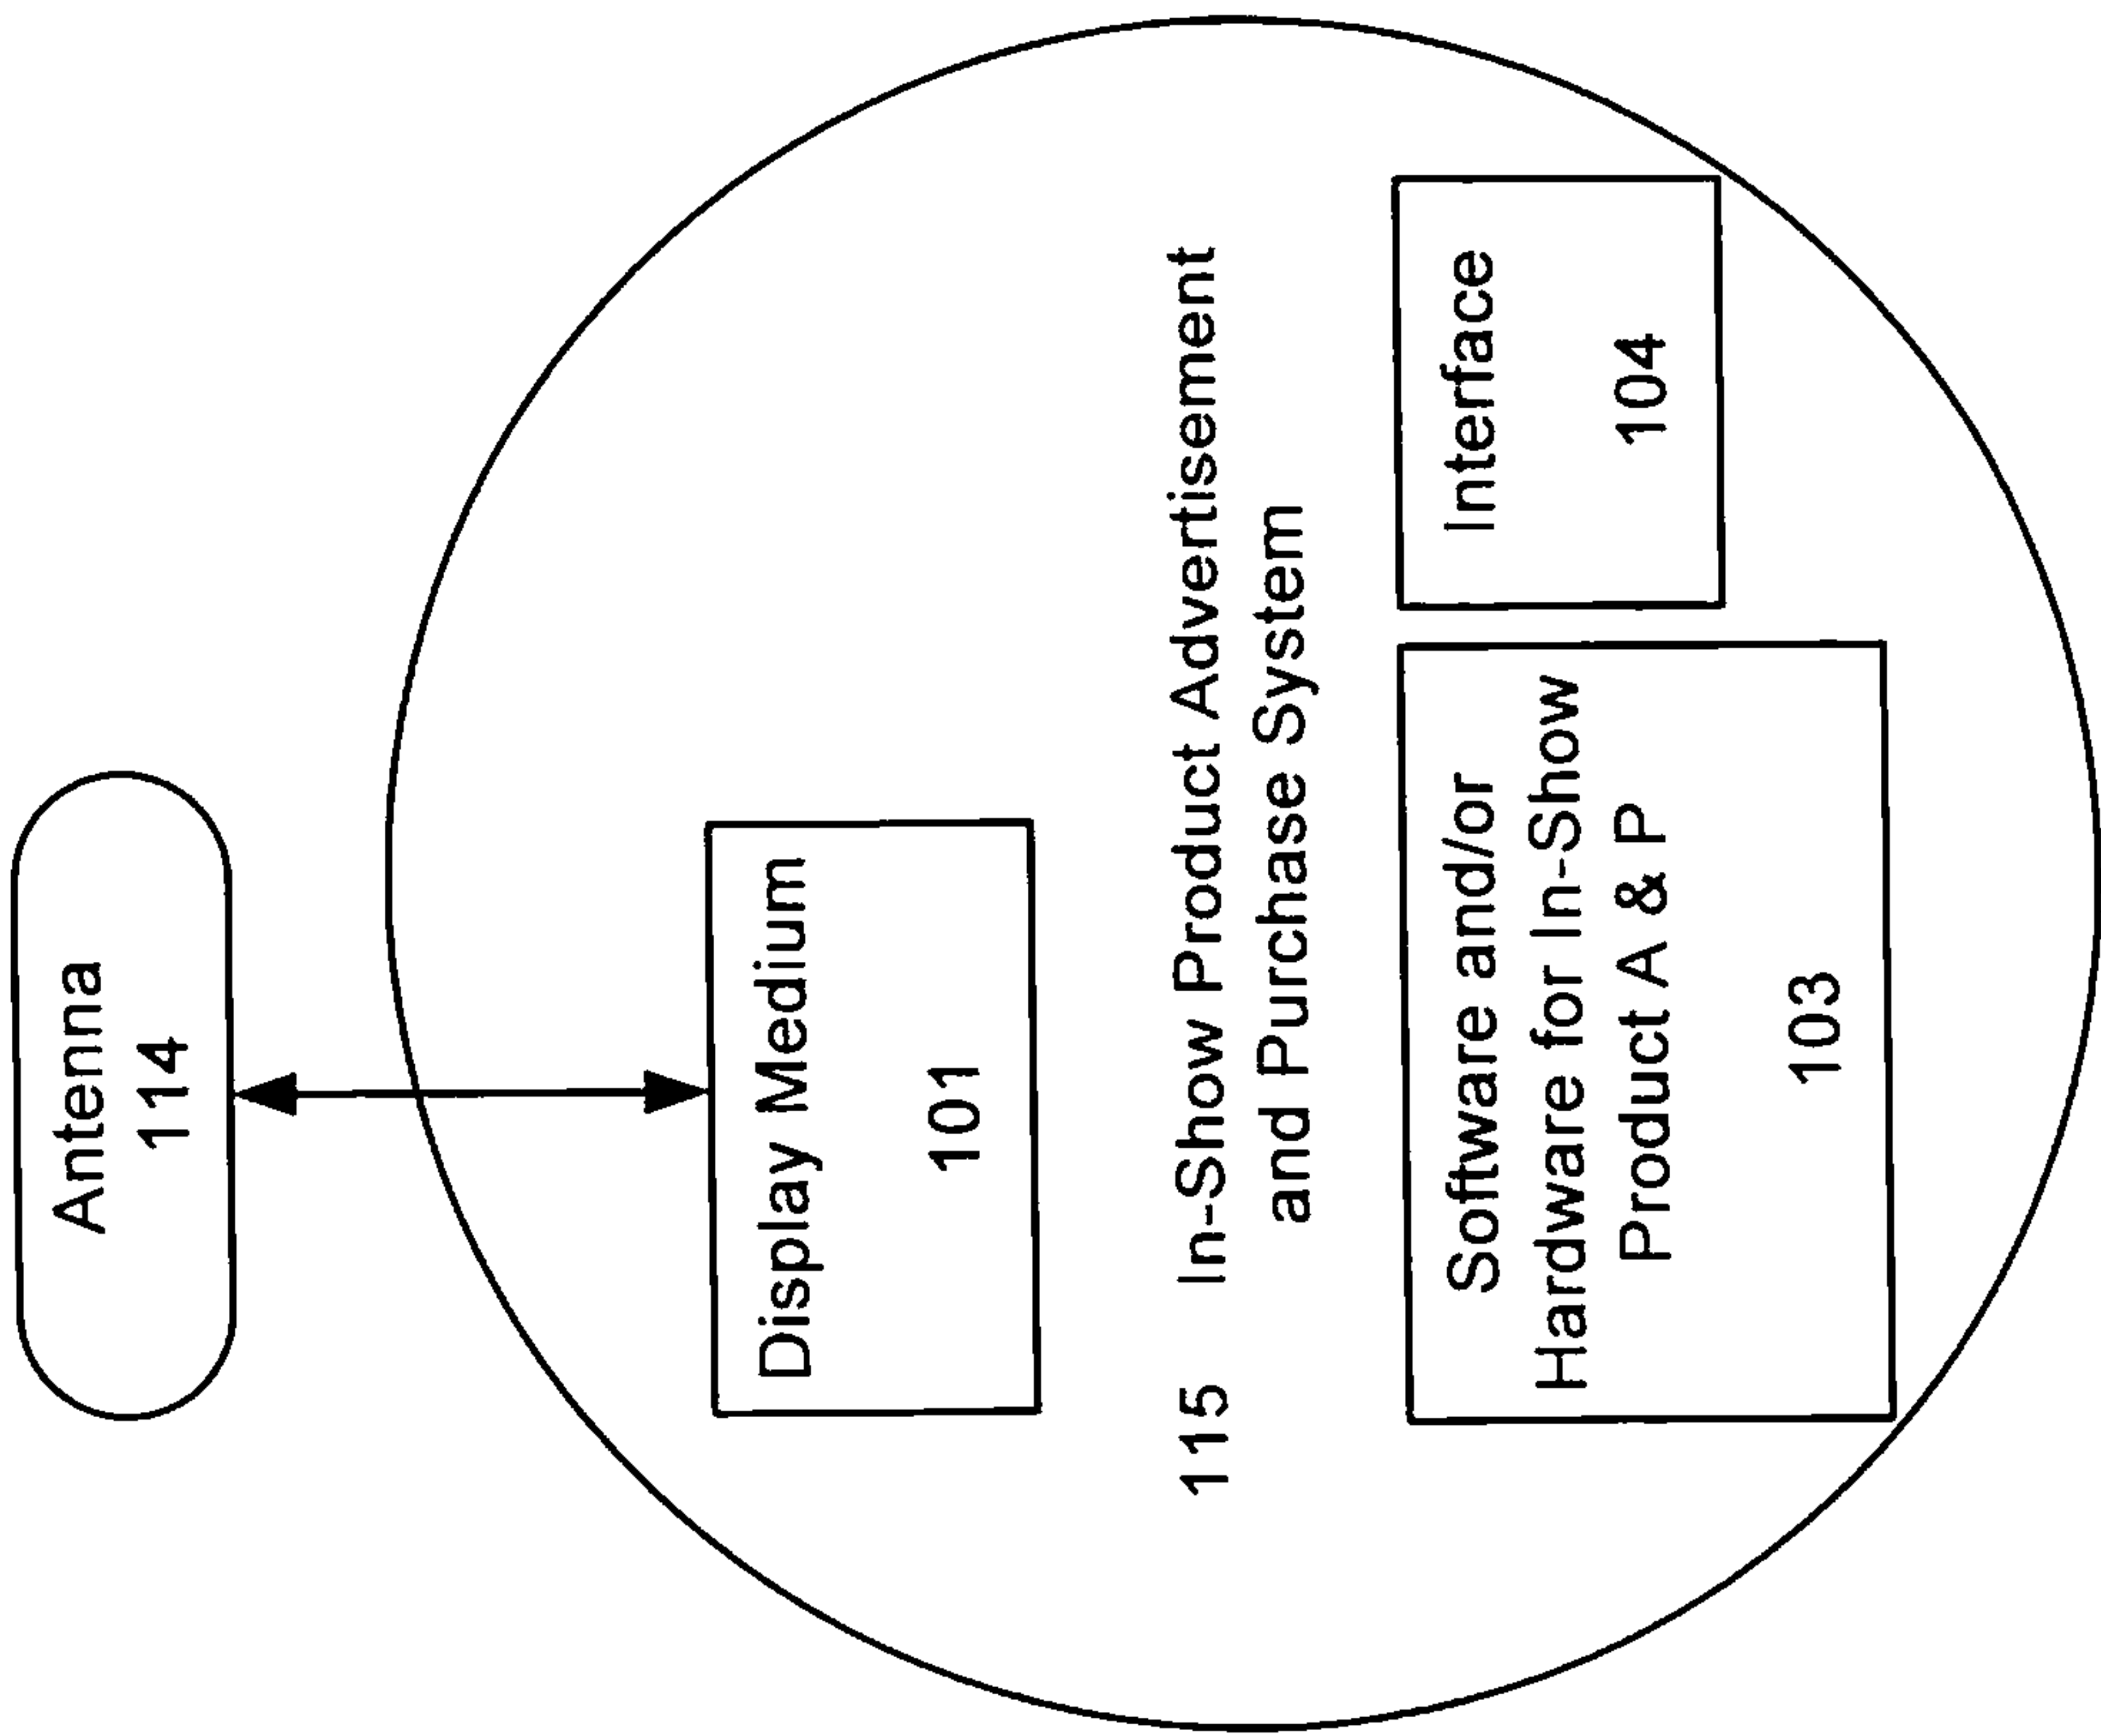 Antenna
114
Display Medium
101
115 In-Show Product Advertisement
and Purchase System
Software and/or
Hardware for In-Show
Product A & P
103
Interface
104